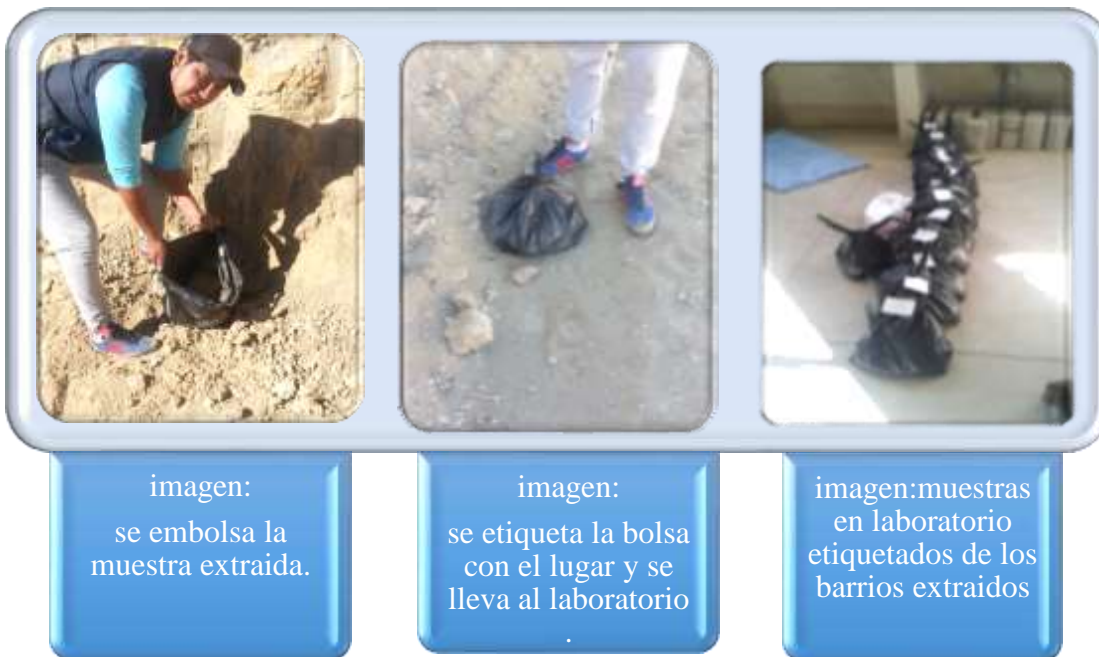 imagen:
se embolsa la
muestra extraida.
imagen:
se etiqueta la bolsa
con el lugar y se
lleva al laboratorio
.
imagen:muestras
en laboratorio
etiquetados de los
barrios extraidos